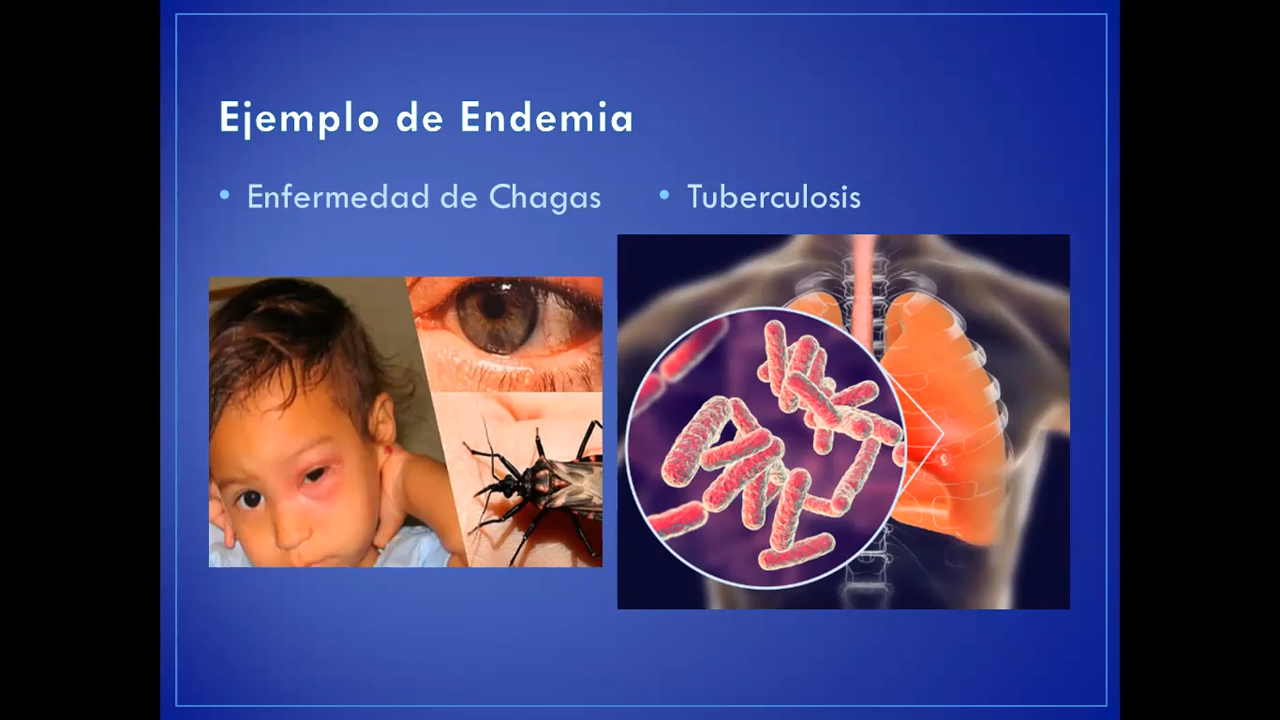 Ejemplo de Endemia
• Enfermedad de Chagas
• Tuberculosis